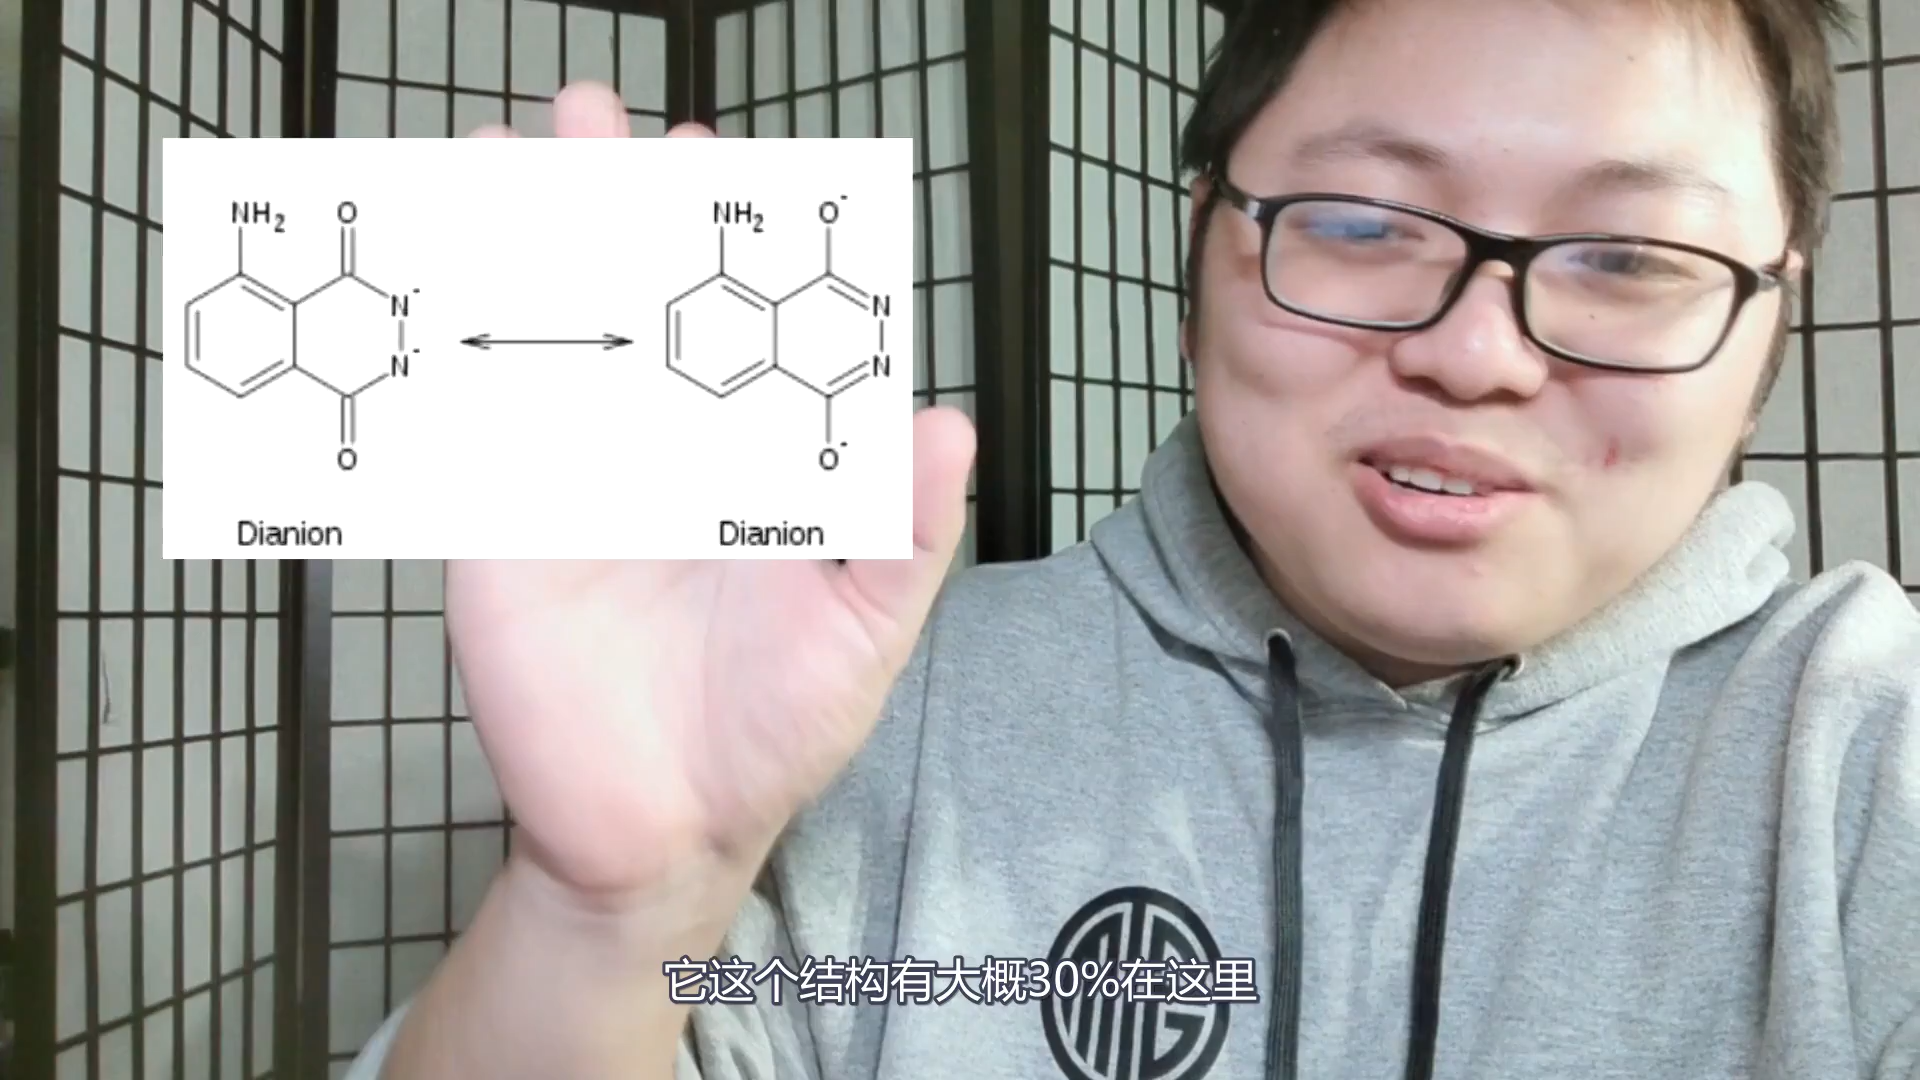 NH2 O NH2 O-
N- N
N- N
O O-
Dianion Dianion
它这个结构有大概30%在这里